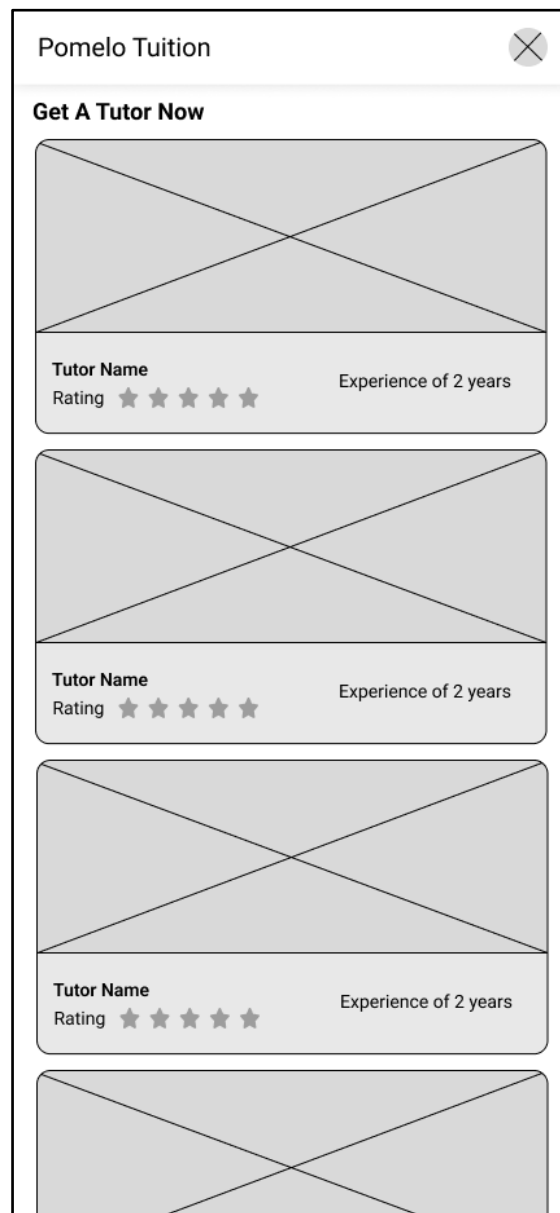 Pomelo Tuition
Get A Tutor Now
Tutor Name
Experience of 2 years
Rating
Tutor Name
Experience of 2 years
Rating
Tutor Name
Experience of 2 years
Rating